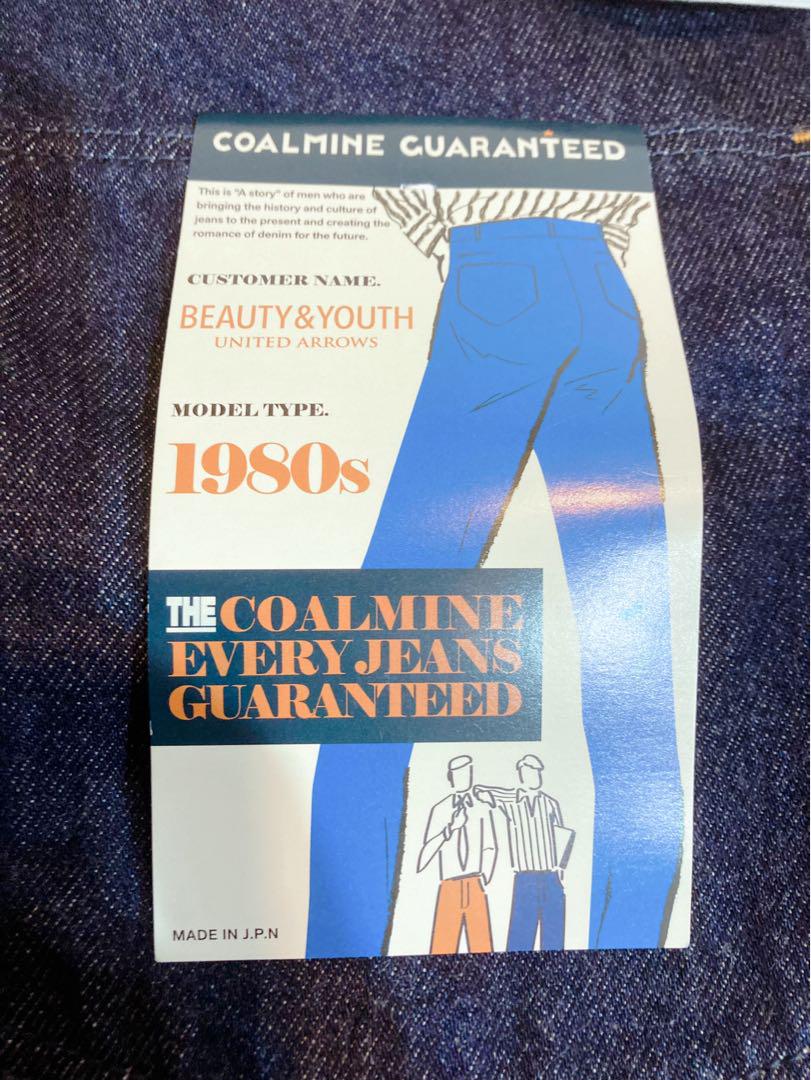 COALMINE GUARANTEED
This is "A story" of men who are
bringing the history and culture of
jeans to the present and creating the
romance of denim for the future.
CUSTOMER NAME.
BEAUTY&YOUTH
UNITED ARROWS
MODEL TYPE.
1980s
THE COALMINE
EVERY JEANS
GUARANTEED
MADE IN J.P.N